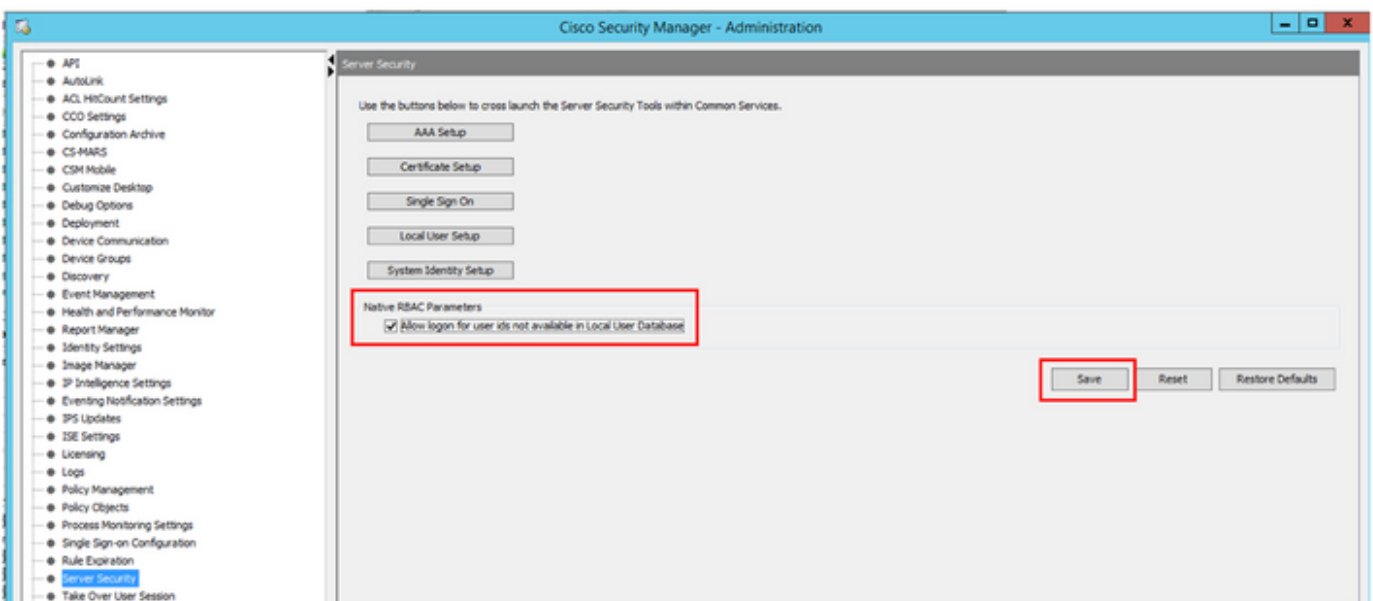 Cisco Security Manager - Administration
API
AutoLink
ACL HitCount Settings
CCO Settings
Configuration Archive
CS-MARS
CSM Mobile
Customize Desktop
Debug Options
Deployment
Device Communication
Device Groups
Discovery
Event Management
Health and Performance Monitor
Report Manager
Identity Settings
Image Manager
IP Intelligence Settings
Eventing Notification Settings
IPS Updates
ISE Settings
Licensing
Logs
Policy Management
Policy Objects
Process Monitoring Settings
Single Sign-on Configuration
Rule Expiration
Server Security
Take Over User Session
Server Security
Use the buttons below to cross launch the Server Security Tools within Common Services.
AAA Setup
Certificate Setup
Single Sign On
Local User Setup
System Identity Setup
Native RBAC Parameters
Allow logon for user ids not available in Local User Database
Save
Reset
Restore Defaults